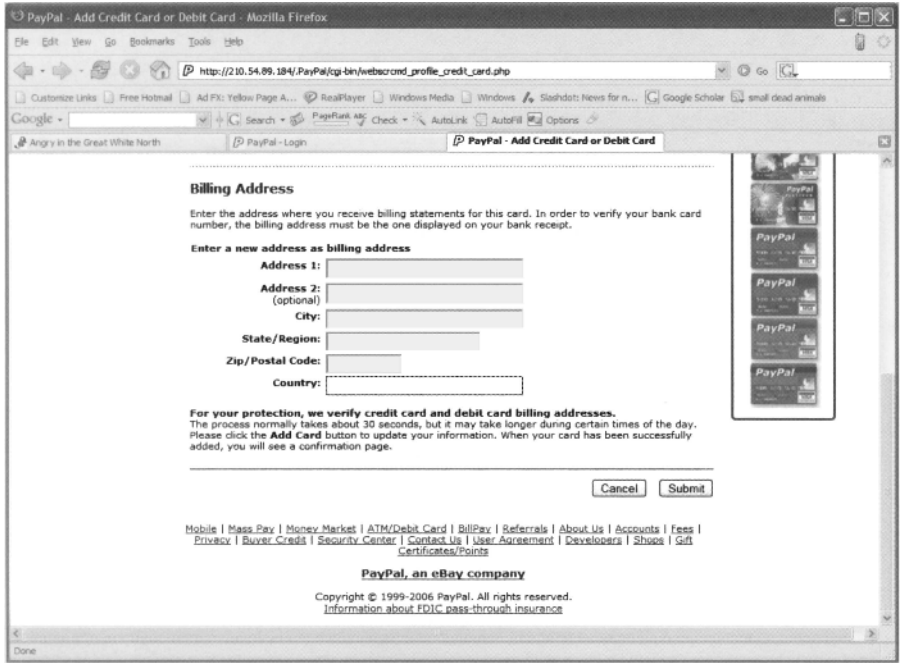 PayPal - Add Credit Card or Debit Card - Mozilla Firefox
File Edit View Go Bookmarks Tools Help
http://210.54.89.184/.PayPal/cgi-bin/webscrcmd_profile_credit_card.php Go
Customize Links Free Hotmail Ad FX: Yellow Page A... RealPlayer Windows Media Windows Slashdot: News for n... Google Scholar small dead animals
Google - Search PageRank Check AutoLink AutoFill Options
Angry in the Great White North PayPal - Login PayPal - Add Credit Card or Debit Card
PayPal
PayPal
PayPal
PayPal
PayPal
Billing Address
Enter the address where you receive billing statements for this card. In order to verify your bank card
number, the billing address must be the one displayed on your bank receipt.
Enter a new address as billing address
Address 1:
Address 2:
(optional)
City:
State/Region:
Zip/Postal Code:
Country:
For your protection, we verify credit card and debit card billing addresses.
The process normally takes about 30 seconds, but it may take longer during certain times of the day.
Please click the Add Card button to update your information. When your card has been successfully
added, you will see a confirmation page.
Cancel Submit
Mobile | Mass Pay | Money Market | ATM/Debit Card | BillPay | Referrals | About Us | Accounts | Fees |
Privacy | Buyer Credit | Security Center | Contact Us | User Agreement | Developers | Shops | Gift
Certificates/Points
PayPal, an eBay company
Copyright © 1999-2006 PayPal. All rights reserved.
Information about FDIC pass-through insurance
Done